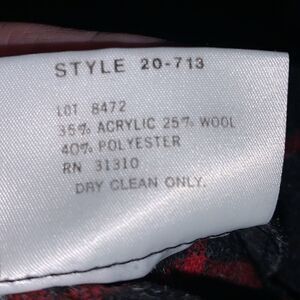 STYLE 20-713
LOT 8472
35% ACRYLIC 25% WOOL
40% POLYESTER
RN 31310
DRY CLEAN ONLY.